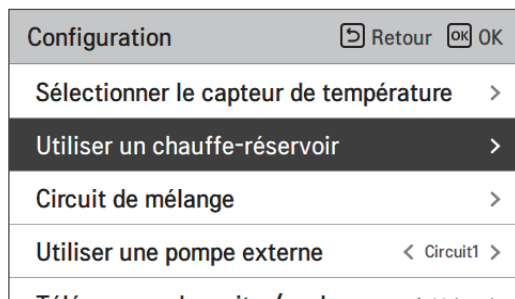 Configuration Retour OK OK
Sélectionner le capteur de température >
Utiliser un chauffe-réservoir >
Circuit de mélange >
Utiliser une pompe externe < Circuit1 >